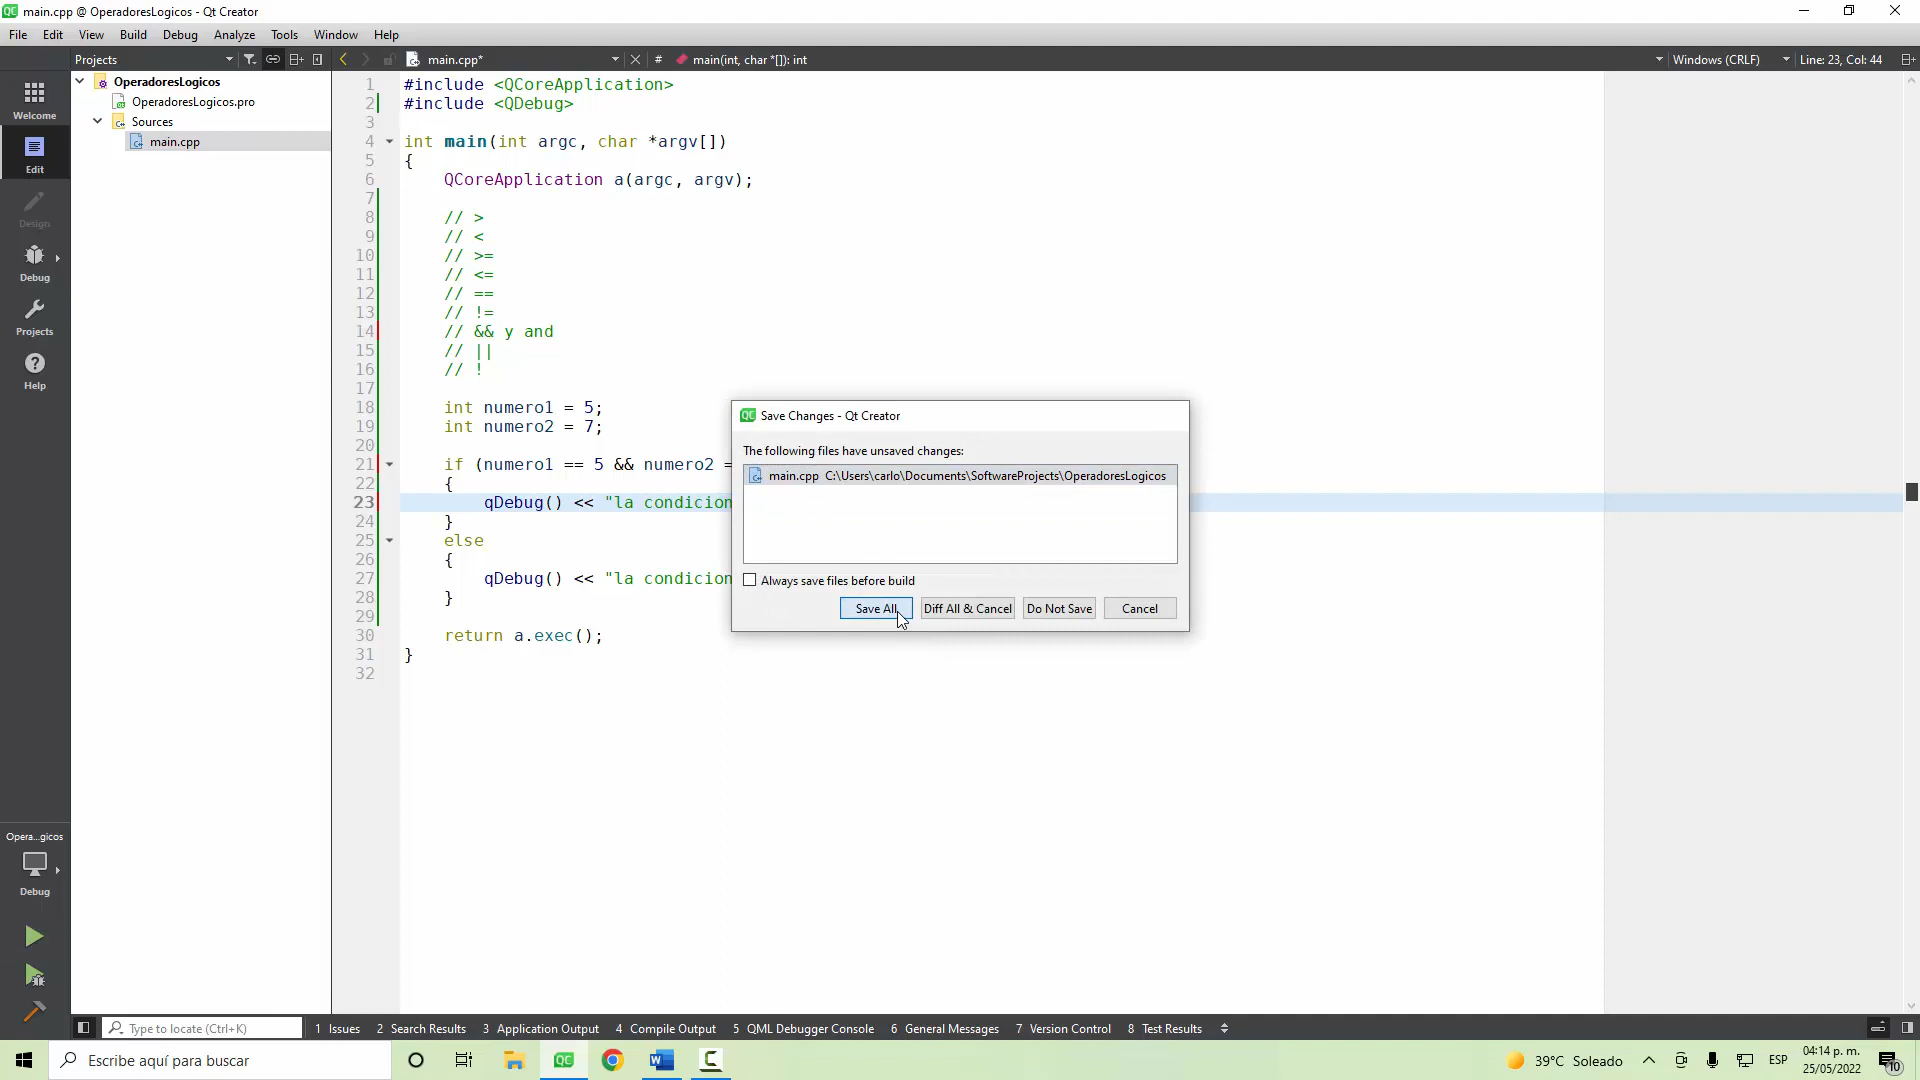 main.cpp @ OperadoresLogicos - Qt Creator
File Edit View Build Debug Analyze Tools Window Help
Projects main.cpp* # main(int, char *[]): int Windows (CRLF) Line: 23, Col: 44
OperadoresLogicos
OperadoresLogicos.pro
Sources
main.cpp
Welcome
Edit
Design
Debug
Projects
Help
1 #include <QCoreApplication>
2 #include <QDebug>
3
4 int main(int argc, char *argv[])
5 {
6 QCoreApplication a(argc, argv);
7
8 // >
9 // <
10 // >=
11 // <=
12 // ==
13 // !=
14 // && y and
15 // ||
16 // !
17
18 int numero1 = 5;
19 int numero2 = 7;
20
21 if (numero1 == 5 && numero2 =
22 {
23 qDebug() << "la condicion
24 }
25 else
26 {
27 qDebug() << "la condicion
28 }
29
30 return a.exec();
31 }
32
Save Changes - Qt Creator
The following files have unsaved changes:
main.cpp C:\Users\carlo\Documents\SoftwareProjects\OperadoresLogicos
Always save files before build
Save All Diff All & Cancel Do Not Save Cancel
Opera...gicos
Debug
Type to locate (Ctrl+K) 1 Issues 2 Search Results 3 Application Output 4 Compile Output 5 QML Debugger Console 6 General Messages 7 Version Control 8 Test Results
Escribe aquí para buscar
39°C Soleado ESP 04:14 p. m.
25/05/2022
10